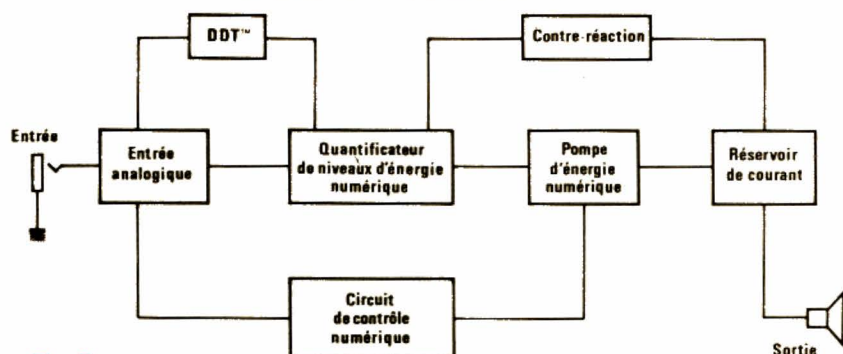 DDT™
Contre-réaction
Entrée
Entrée
analogique
Quantificateur
de niveaux d'énergie
numérique
Pompe
d'énergie
numérique
Réservoir
de courant
Circuit
de contrôle
numérique
Sortie